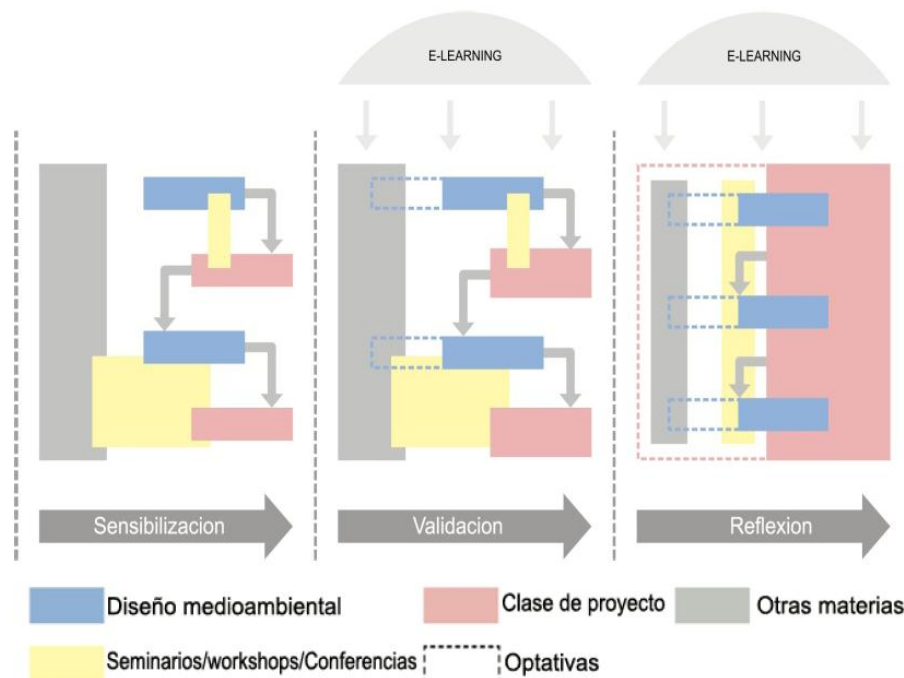 E-LEARNING
E-LEARNING
Sensibilizacion
Validacion
Reflexion
Diseño medioambiental
Clase de proyecto
Otras materias
Seminarios/workshops/Conferencias
Optativas